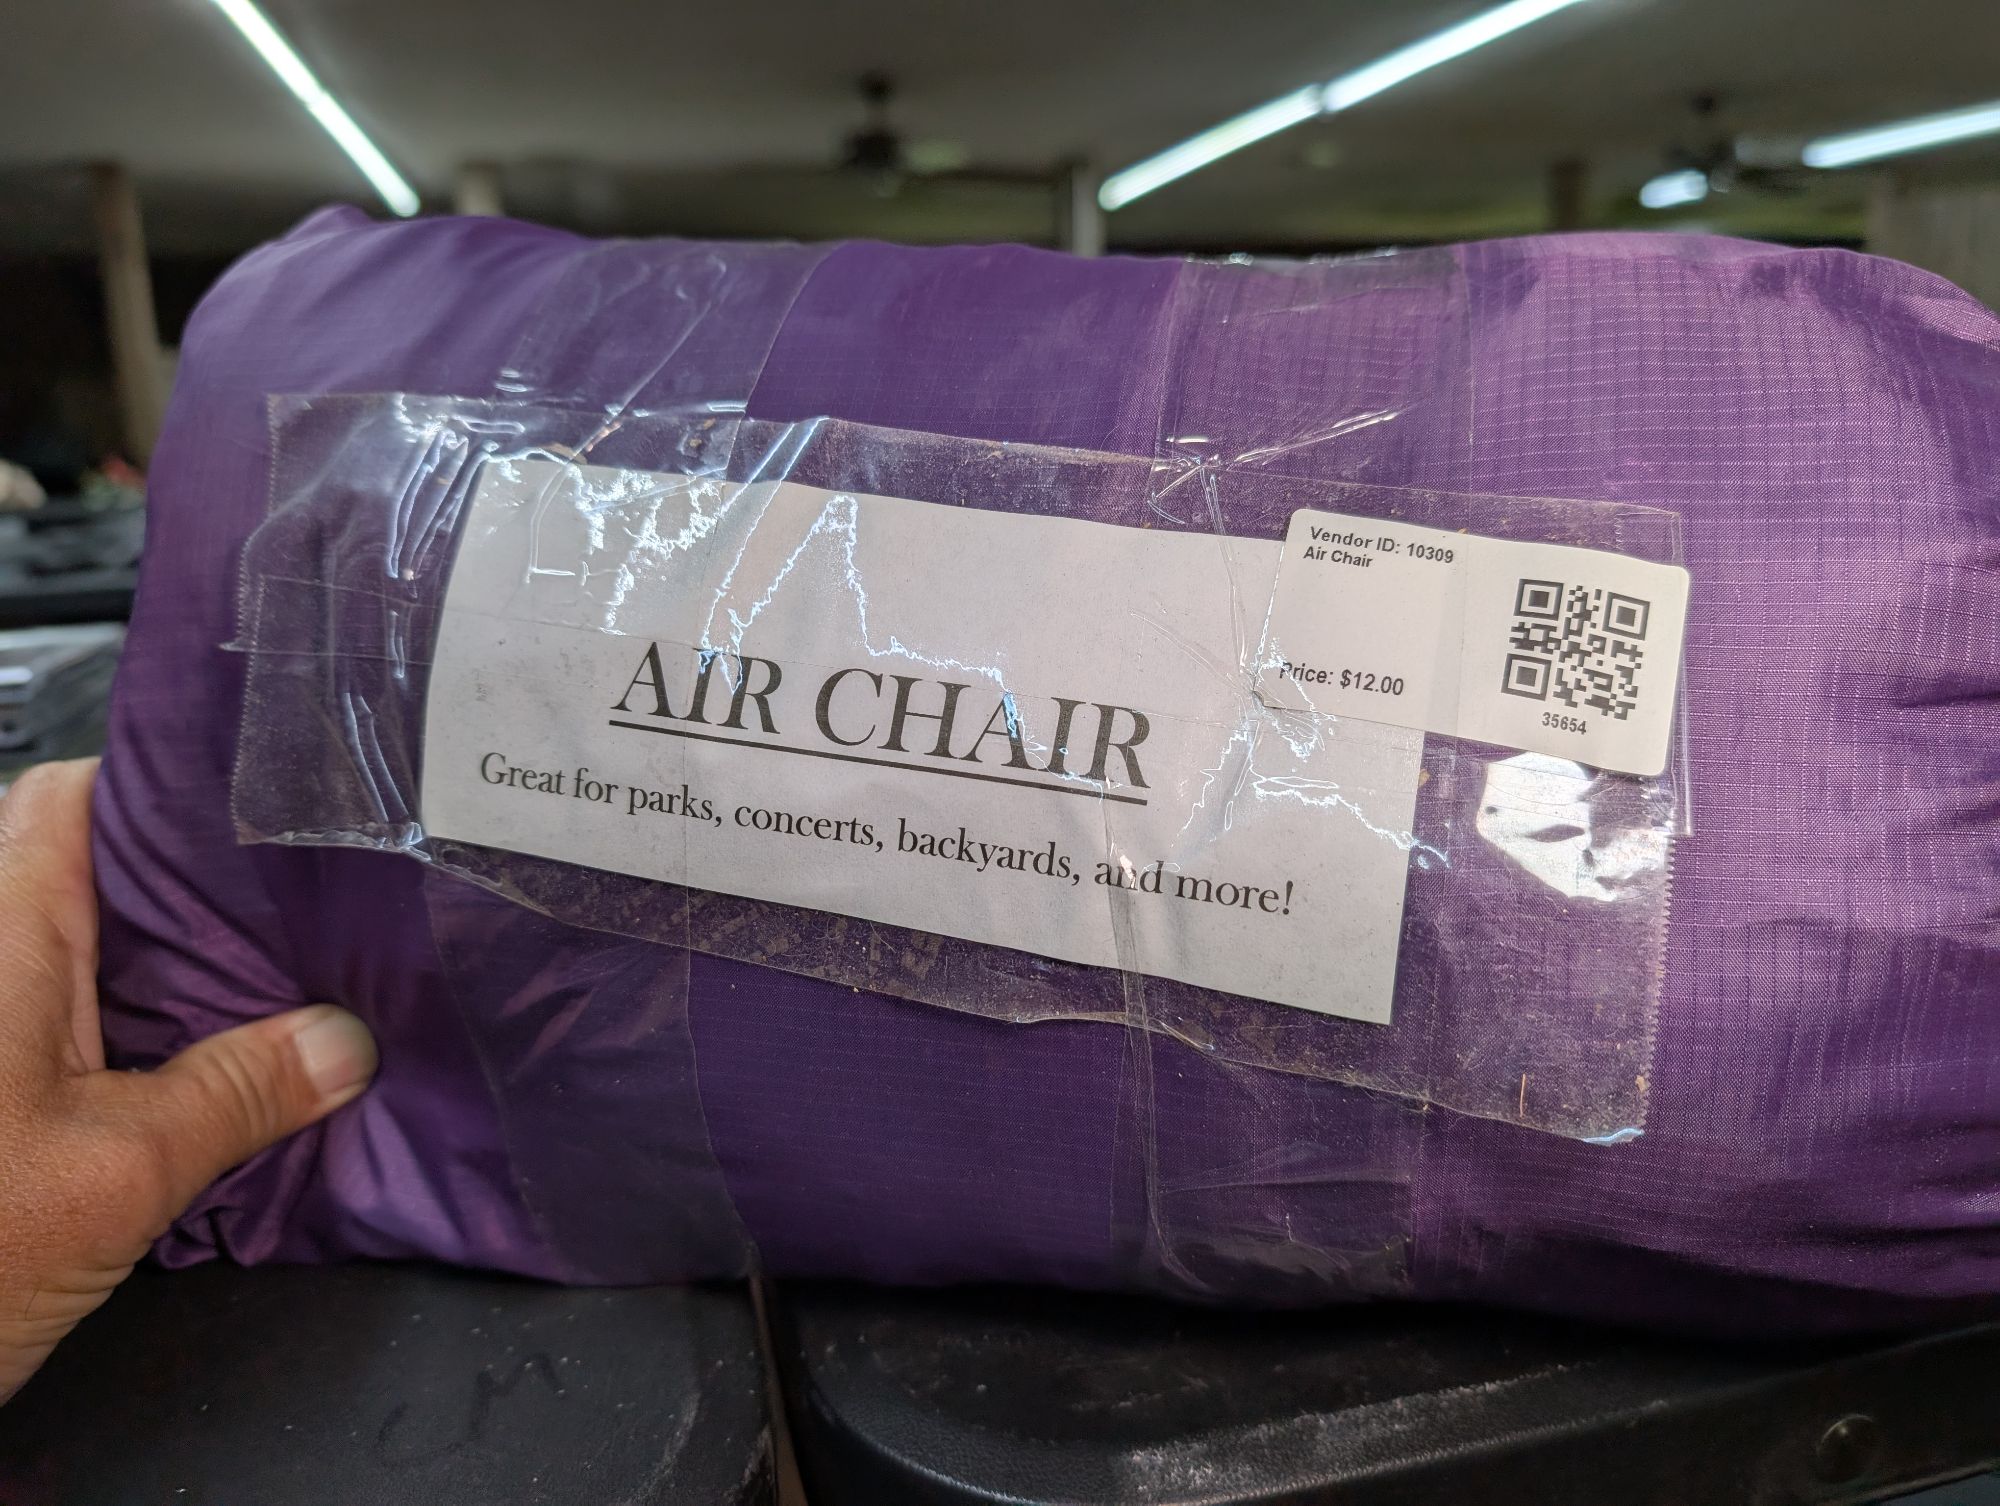 Vendor ID: 10309
Air Chair
Price: $12.00
35654
AIR CHAIR
Great for parks, concerts, backyards, and more!